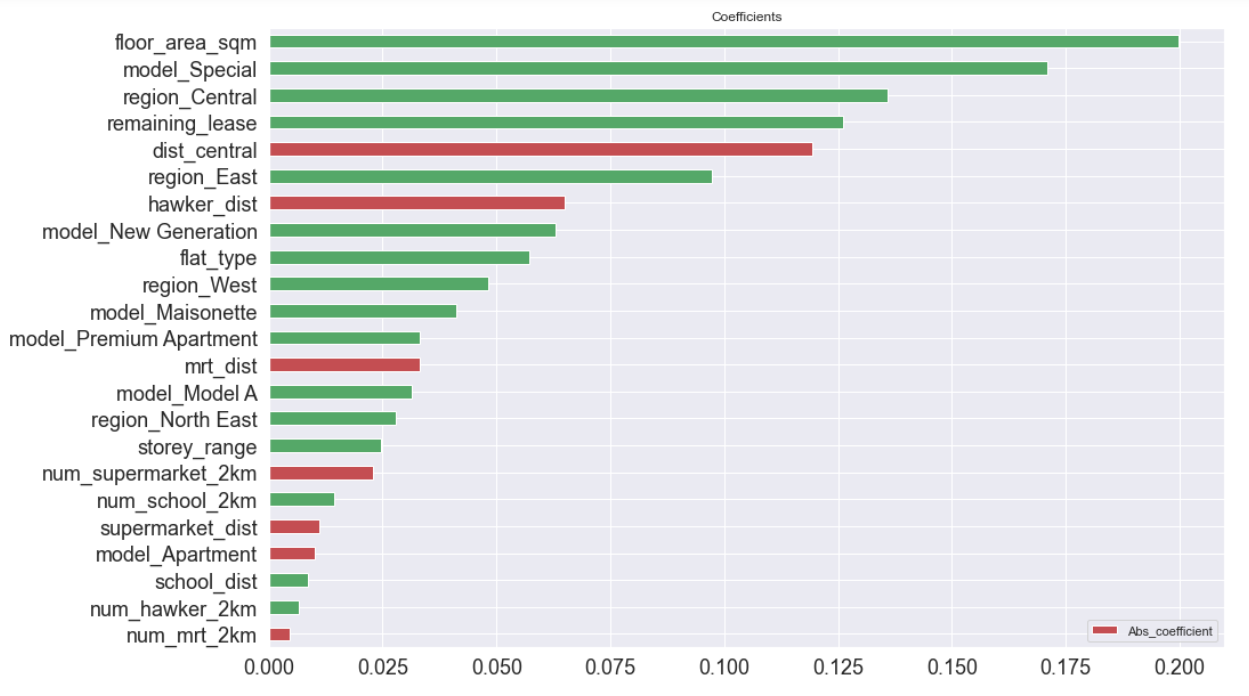 Coefficients
floor_area_sqm
model_Special
region_Central
remaining_lease
dist_central
region_East
hawker_dist
model_New Generation
flat_type
region_West
model_Maisonette
model_Premium Apartment
mrt_dist
model_Model A
region_North East
storey_range
num_supermarket_2km
num_school_2km
supermarket_dist
model_Apartment
school_dist
num_hawker_2km
num_mrt_2km
Abs_coefficient
0.000 0.025 0.050 0.075 0.100 0.125 0.150 0.175 0.200